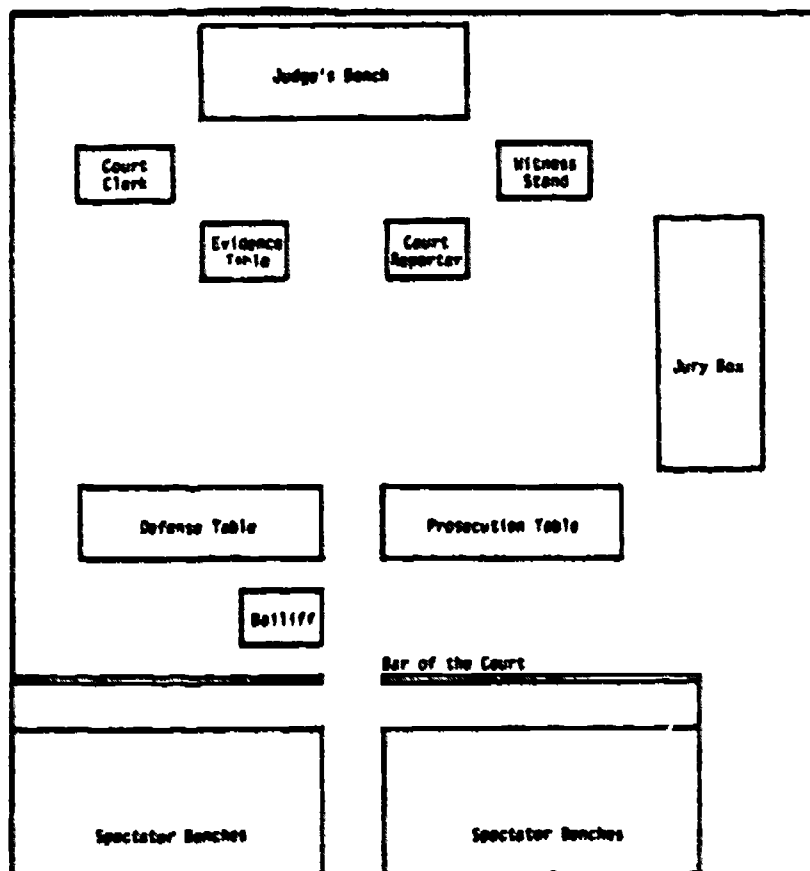 Judge's Bench
Court
Clerk
Witness
Stand
Evidence
Table
Court
Reporter
Jury Box
Defense Table
Prosecution Table
Bailiff
Bar of the Court
Spectator Benches
Spectator Benches